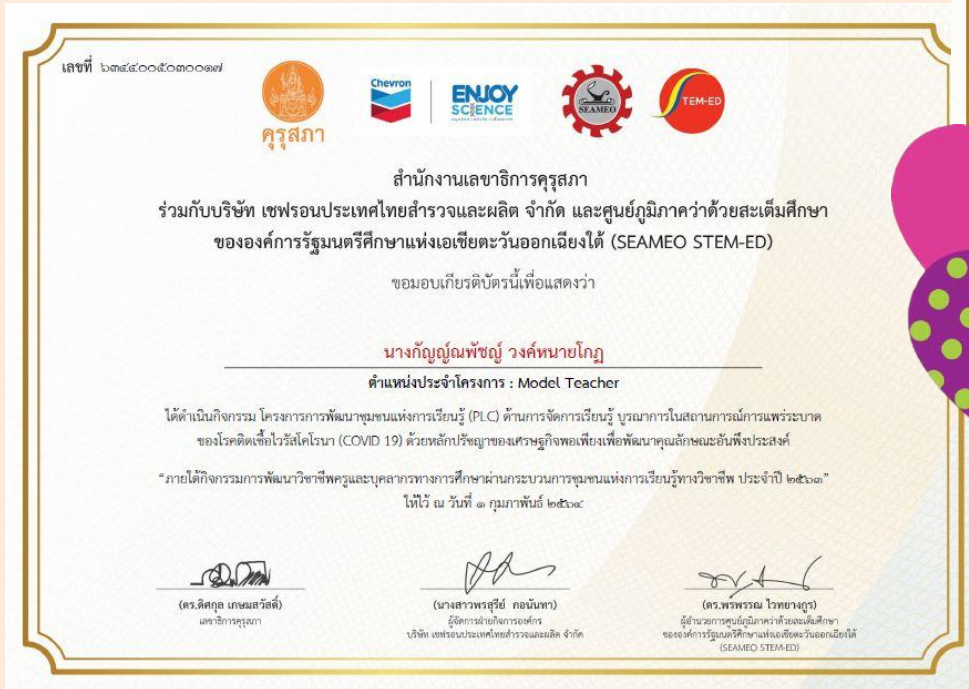 เลขที่ ๖๓๔๔๐๐๕๐๓๐๐๑๗
คุรุสภา
Chevron
ENJOY
SCIENCE
SEAMEO
TEM-ED
สำนักงานเลขาธิการคุรุสภา
ร่วมกับบริษัท เชฟรอนประเทศไทยสำรวจและผลิต จำกัด และศูนย์ภูมิภาคว่าด้วยสะเต็มศึกษา
ขององค์การรัฐมนตรีศึกษาแห่งเอเชียตะวันออกเฉียงใต้ (SEAMEO STEM-ED)
ขอมอบเกียรติบัตรนี้เพื่อแสดงว่า
นางกัญญ์ณพัชญ์ วงค์หนายโกฏ
ตำแหน่งประจำโครงการ : Model Teacher
ได้ดำเนินกิจกรรม โครงการการพัฒนาชุมชนแห่งการเรียนรู้ (PLC) ด้านการจัดการเรียนรู้ บูรณาการในสถานการณ์การแพร่ระบาด
ของโรคติดเชื้อไวรัสโคโรนา (COVID 19) ด้วยหลักปรัชญาของเศรษฐกิจพอเพียงเพื่อพัฒนาคุณลักษณะอันพึงประสงค์
“ภายใต้กิจกรรมการพัฒนาวิชาชีพครูและบุคลากรทางการศึกษาผ่านกระบวนการชุมชนแห่งการเรียนรู้ทางวิชาชีพ ประจำปี ๒๕๖๓”
ให้ไว้ ณ วันที่ ๑ กุมภาพันธ์ ๒๕๖๔
(ดร.ดิศกุล เกษมสวัสดิ์)
เลขาธิการคุรุสภา
(นางสาวพรสุรีย์ กอนันทา)
ผู้จัดการฝ่ายกิจการองค์กร
บริษัท เชฟรอนประเทศไทยสำรวจและผลิต จำกัด
(ดร.พรพรรณ ไวทยางกูร)
ผู้อำนวยการศูนย์ภูมิภาคว่าด้วยสะเต็มศึกษา
ขององค์การรัฐมนตรีศึกษาแห่งเอเชียตะวันออกเฉียงใต้
(SEAMEO STEM-ED)